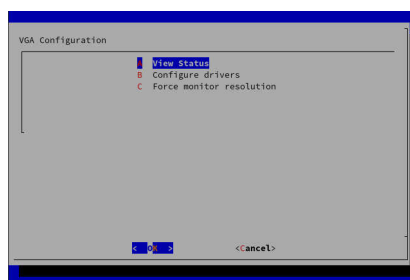 VGA Configuration
A View Status
B Configure drivers
C Force monitor resolution
< OK > <Cancel>